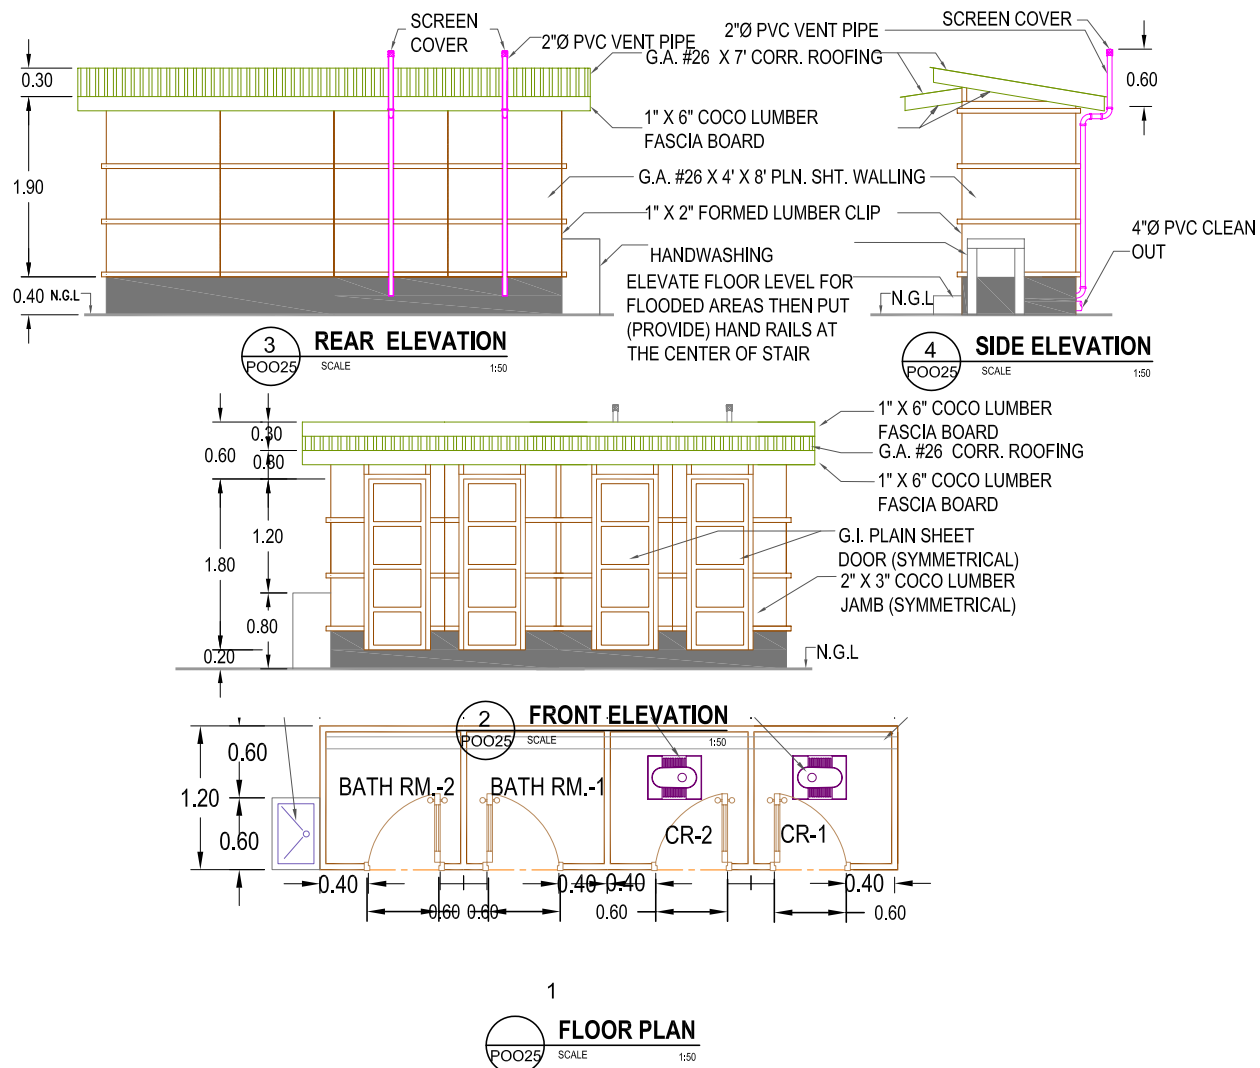 SCREEN
COVER
2"Ø PVC VENT PIPE
G.A. #26  X 7' CORR. ROOFING
2"Ø PVC VENT PIPE
SCREEN COVER
0.30
0.60
1" X 6" COCO LUMBER
FASCIA BOARD
1.90
G.A. #26 X 4' X 8' PLN. SHT. WALLING
1" X 2" FORMED LUMBER CLIP
4"Ø PVC CLEAN
OUT
HANDWASHING
ELEVATE FLOOR LEVEL FOR
FLOODED AREAS THEN PUT
(PROVIDE) HAND RAILS AT
THE CENTER OF STAIR
0.40
N.G.L
N.G.L
3
POO25
REAR  ELEVATION
SCALE
1:50
4
POO25
SIDE ELEVATION
SCALE
1:50
1" X 6" COCO LUMBER
FASCIA BOARD
G.A. #26  CORR. ROOFING
1" X 6" COCO LUMBER
FASCIA BOARD
0.30
0.60
0.80
1.20
1.80
0.80
0.20
G.I. PLAIN SHEET
DOOR (SYMMETRICAL)
2" X 3" COCO LUMBER
JAMB (SYMMETRICAL)
N.G.L
2
POO25
FRONT ELEVATION
SCALE
1:50
0.60
1.20
0.60
BATH RM.-2
BATH RM.-1
CR-2
CR-1
0.40
0.40
0.40
0.40
0.60
0.60
0.60
0.60
1
POO25
FLOOR PLAN
SCALE
1:50